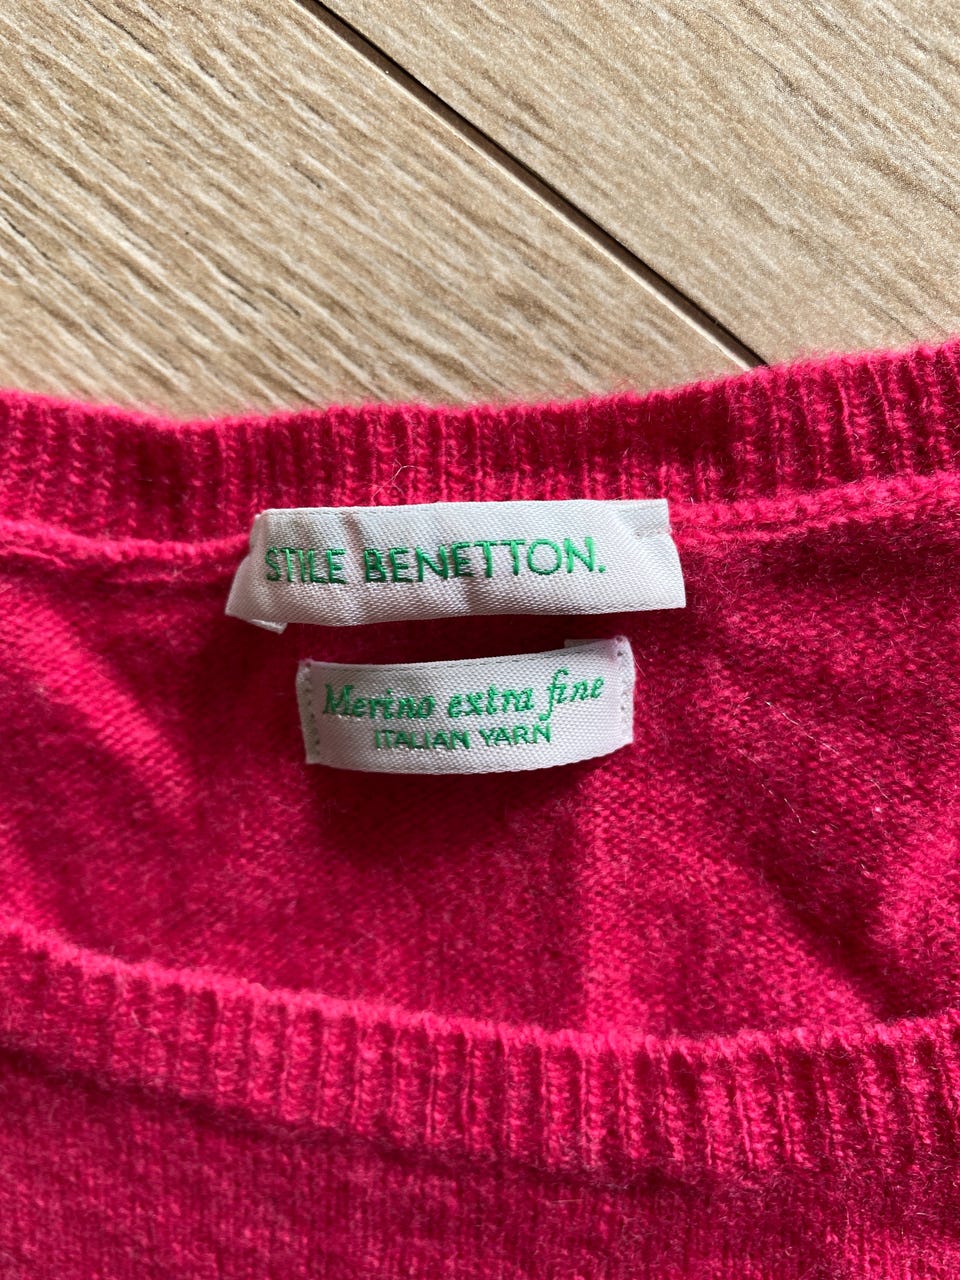 STILE BENETTON.
Merino extra fine
ITALIAN YARN